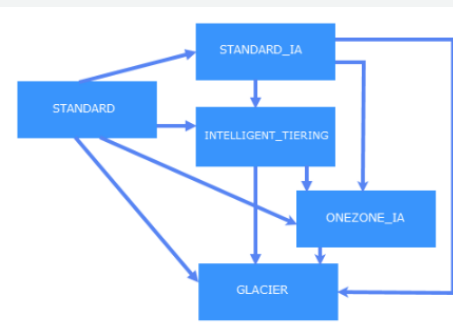 STANDARD_IA
STANDARD
INTELLIGENT_TIERING
ONEZONE_IA
GLACIER